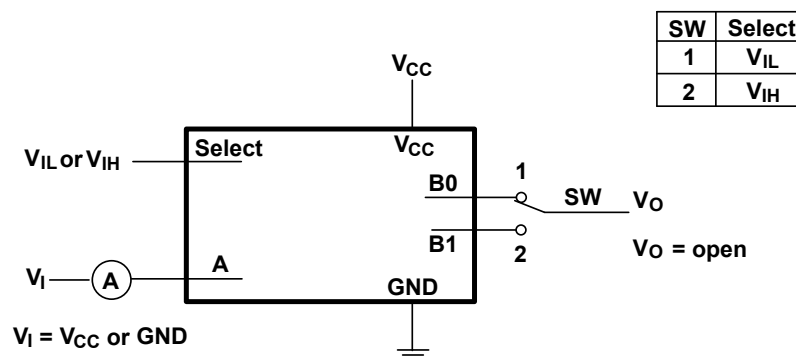 SW Select
1 VIL
2 VIH
VCC
VIL or VIH
Select
VCC
B0
1
SW
VO
B1
2
VO = open
VI
A
A
GND
VI = VCC or GND